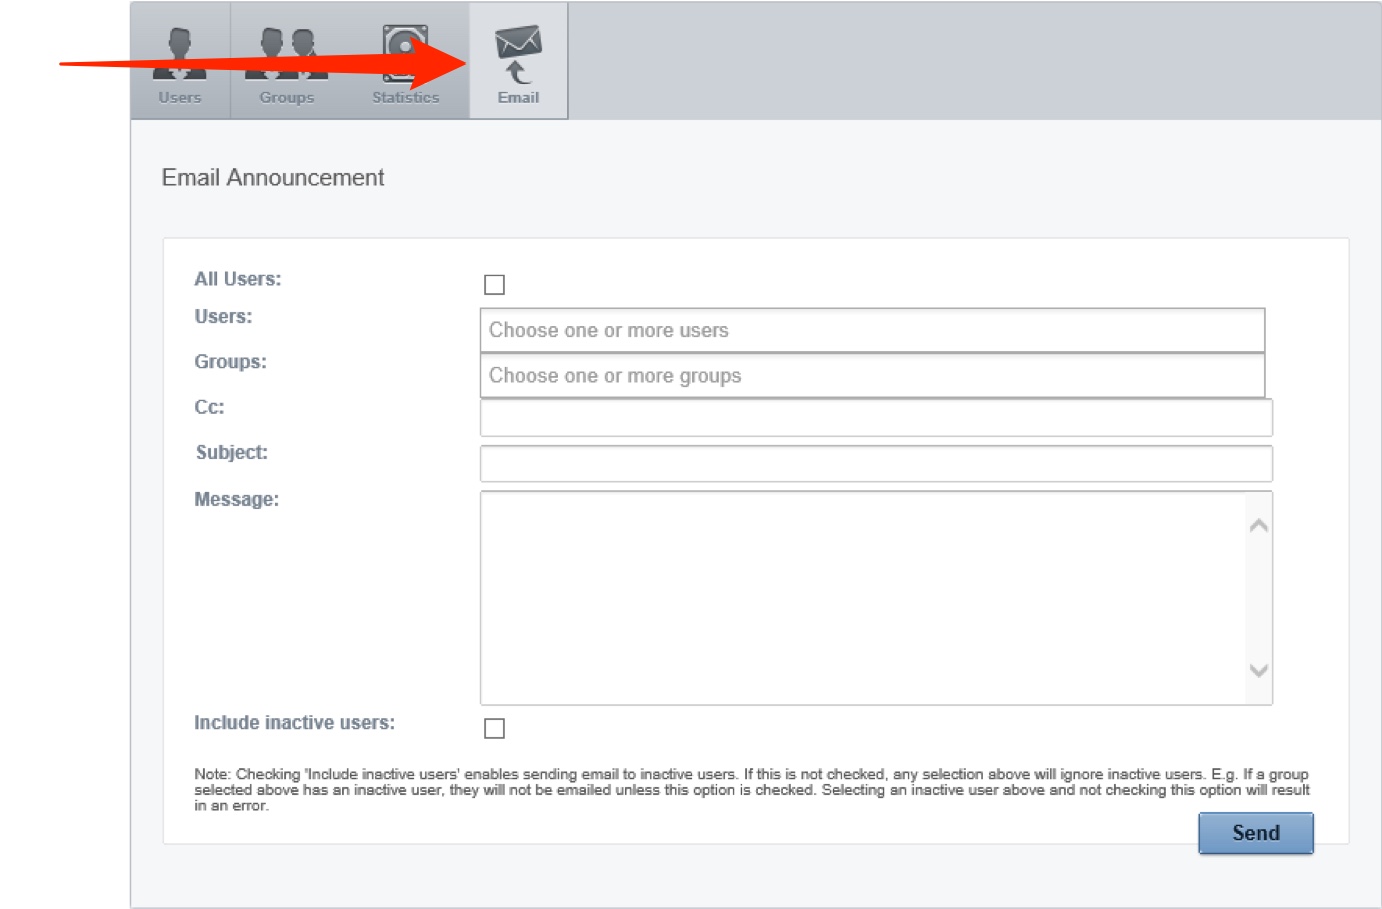 Users Groups Statistics Email
Email Announcement
All Users:
Users: Choose one or more users
Groups: Choose one or more groups
Cc:
Subject:
Message:
Include inactive users:
Note: Checking 'Include inactive users' enables sending email to inactive users. If this is not checked, any selection above will ignore inactive users. E.g. If a group
selected above has an inactive user, they will not be emailed unless this option is checked. Selecting an inactive user above and not checking this option will result
in an error.
Send